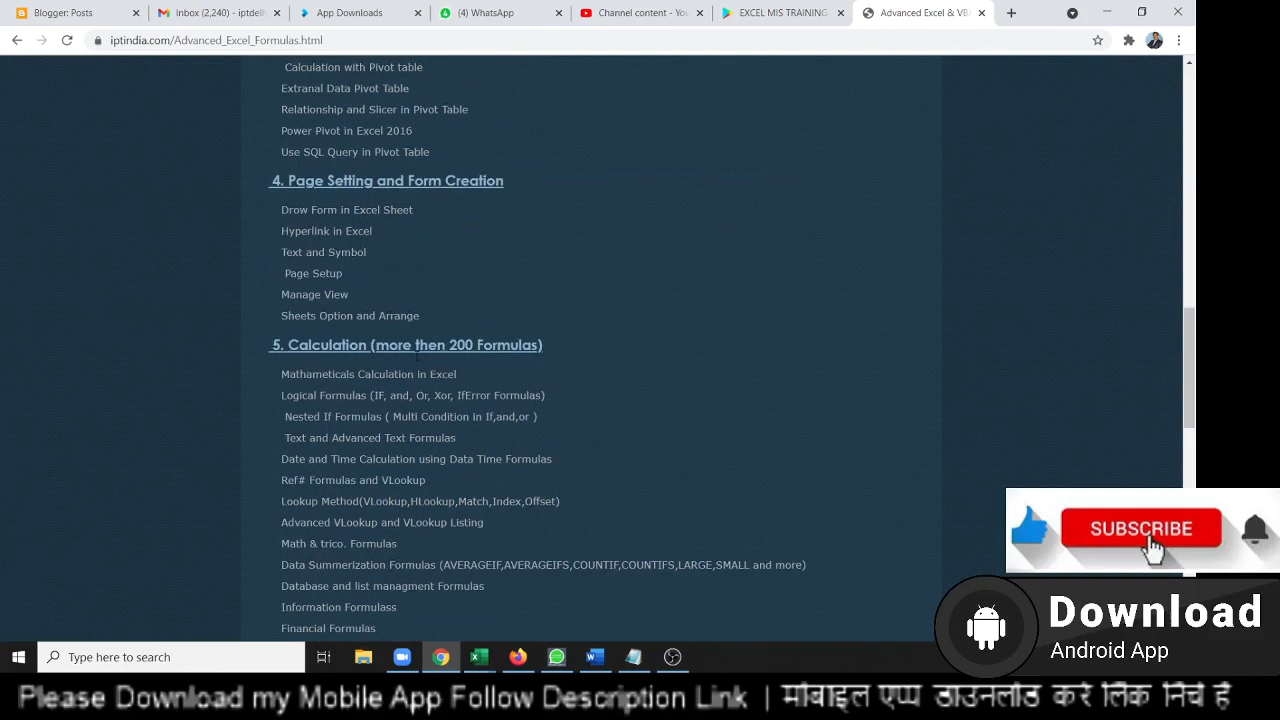 Blogger: Posts
Inbox (2,240) - iptdelh
App Downloads
(4) WhatsApp
Channel content - You
EXCEL MIS TRAINING
Advanced Excel & VB
iptindia.com/Advanced_Excel_Formulas.html
Calculation with Pivot table
Extranal Data Pivot Table
Relationship and Slicer in Pivot Table
Power Pivot in Excel 2016
Use SQL Query in Pivot Table
4. Page Setting and Form Creation
Drow Form in Excel Sheet
Hyperlink in Excel
Text and Symbol
Page Setup
Manage View
Sheets Option and Arrange
5. Calculation (more then 200 Formulas)
Mathameticals Calculation in Excel
Logical Formulas (IF, and, Or, Xor, IfError Formulas)
Nested If Formulas ( Multi Condition in If,and,or )
Text and Advanced Text Formulas
Date and Time Calculation using Data Time Formulas
Ref# Formulas and VLookup
Lookup Method(VLookup,HLookup,Match,Index,Offset)
Advanced VLookup and VLookup Listing
Math & trico. Formulas
Data Summerization Formulas (AVERAGEIF,AVERAGEIFS,COUNTIF,COUNTIFS,LARGE,SMALL and more)
Database and list managment Formulas
Information Formulass
Financial Formulas
SUBSCRIBE
Download
Android App
Type here to search
Please Download my Mobile App Follow Description Link | मोबाइल एप्प डाउनलोड करे लिंक निचे हैं